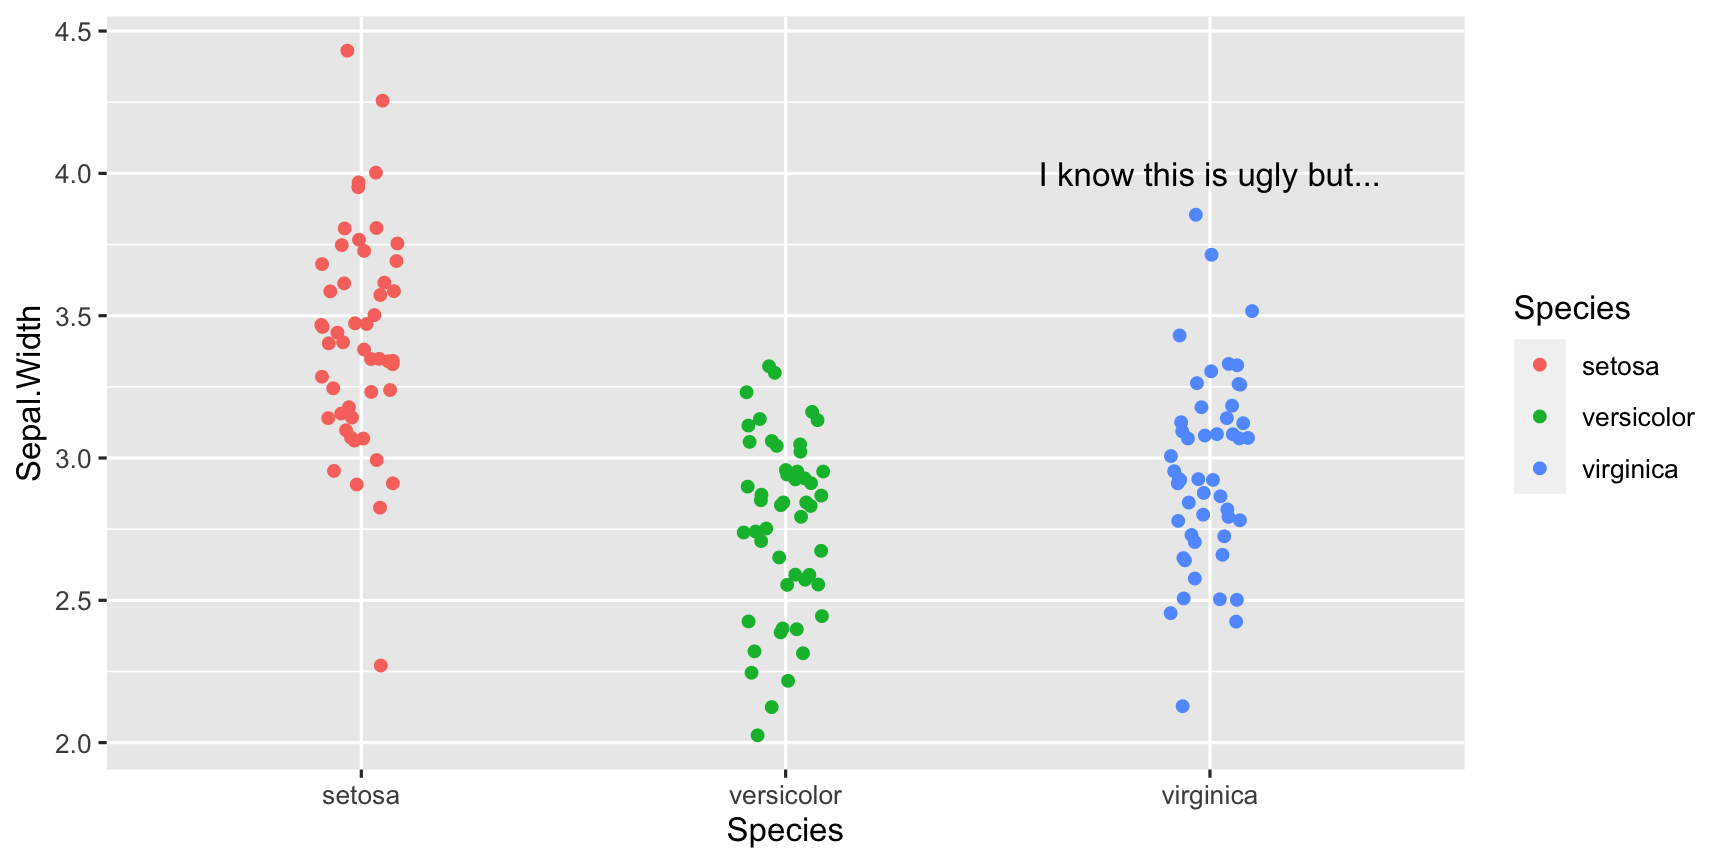 4.5
4.0
3.5
3.0
2.5
2.0
Sepal.Width
I know this is ugly but...
setosa
versicolor
virginica
Species
Species
setosa
versicolor
virginica